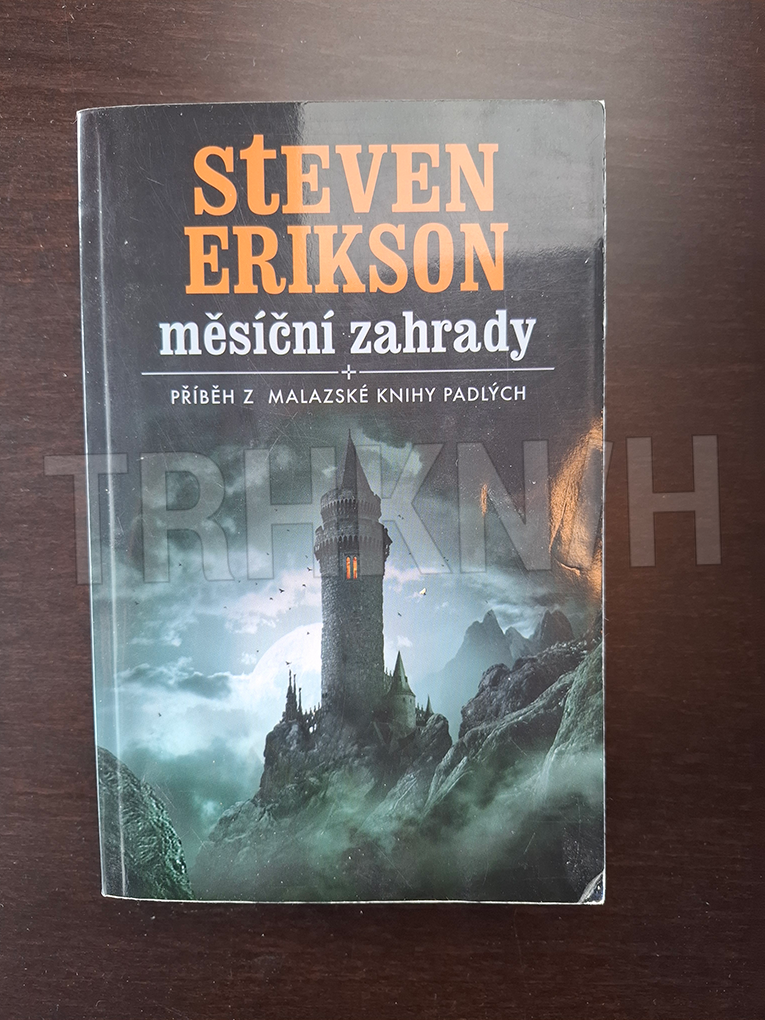 StEVEN
ERIKSON
měsíční zahrady
PŘÍBĚH Z MALAZSKÉ KNIHY PADLÝCH
TRHKNIH